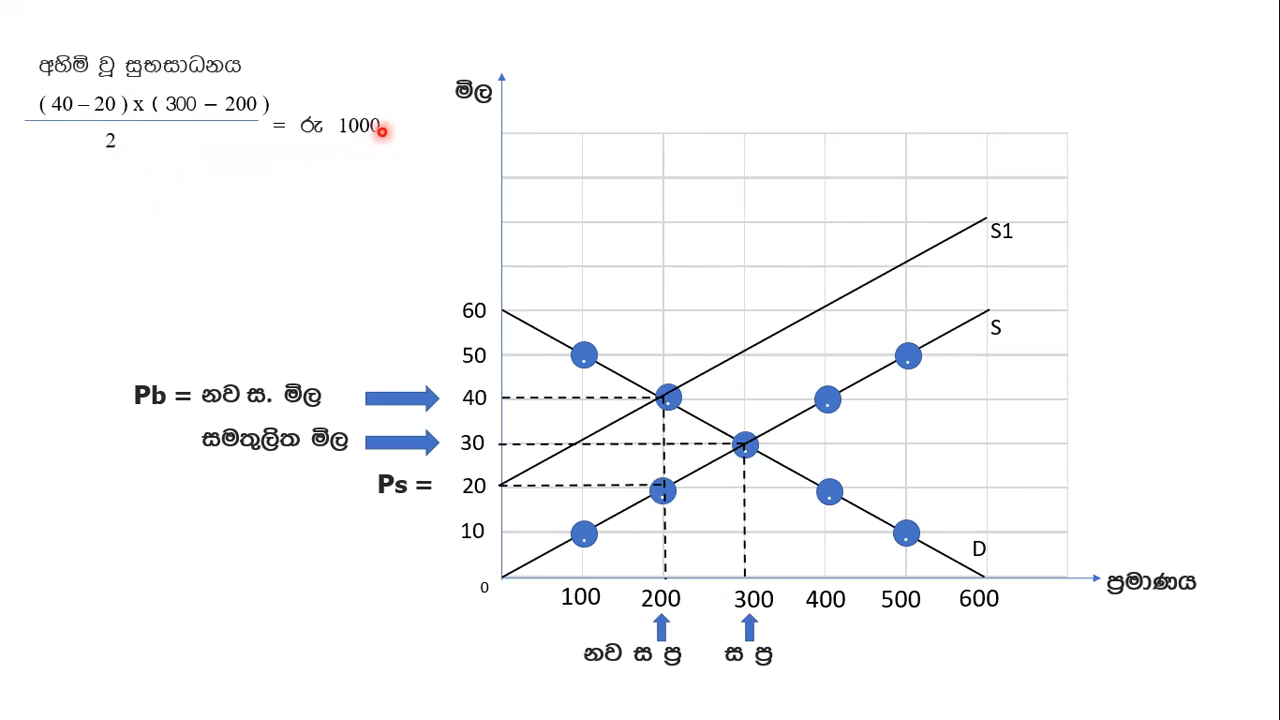 අහිමි වූ සුභසාධනය
( 40 – 20 ) x ( 300 – 200 )
2
= රු 1000
මිල
S1
60
S
50
Pb = නව ස. මිල
40
සමතුලිත මිල
30
Ps =
20
10
D
0
ප්‍රමාණය
100 200 300 400 500 600
නව ස ප්‍ර
ස ප්‍ර